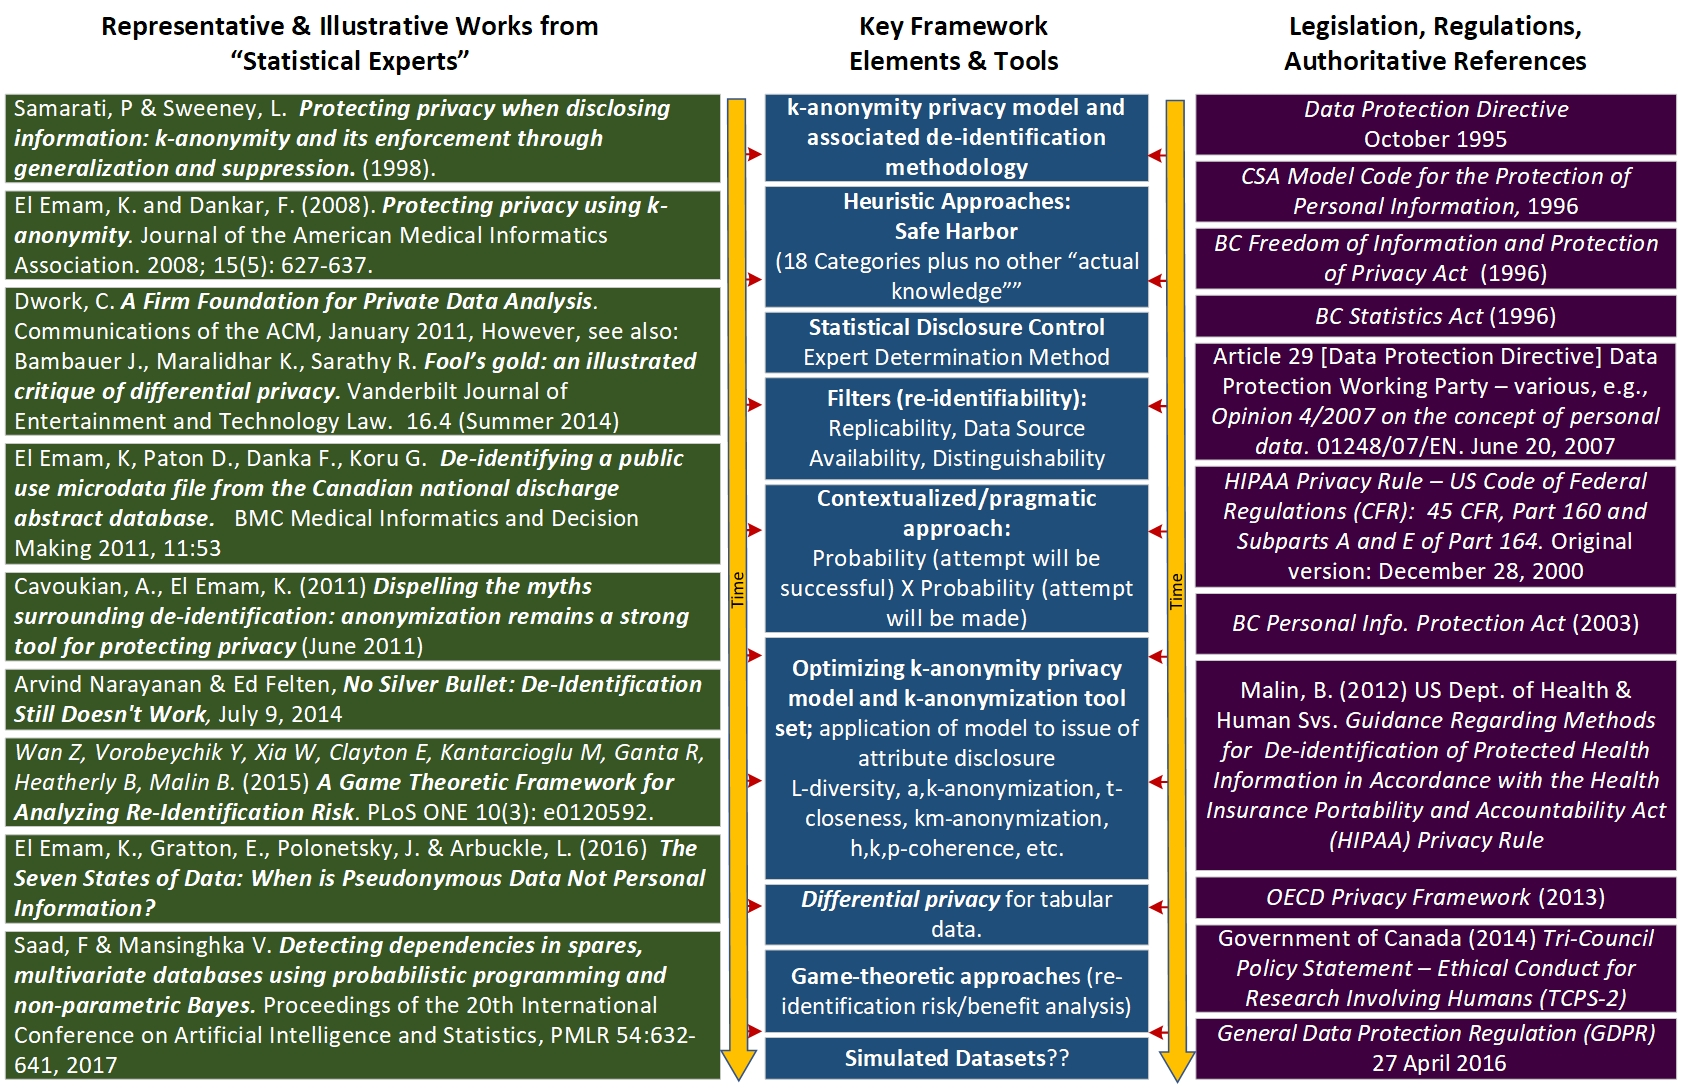 Representative & Illustrative Works from
“Statistical Experts”
Samarati, P & Sweeney, L.  Protecting privacy when disclosing
information: k-anonymity and its enforcement through
generalization and suppression. (1998).
El Emam, K. and Dankar, F. (2008). Protecting privacy using k-
anonymity. Journal of the American Medical Informatics
Association. 2008; 15(5): 627-637.
Dwork, C. A Firm Foundation for Private Data Analysis.
Communications of the ACM, January 2011, However, see also:
Bambauer J., Maralidhar K., Sarathy R. Fool’s gold: an illustrated
critique of differential privacy. Vanderbilt Journal of
Entertainment and Technology Law.  16.4 (Summer 2014)
El Emam, K, Paton D., Danka F., Koru G.  De-identifying a public
use microdata file from the Canadian national discharge
abstract database.   BMC Medical Informatics and Decision
Making 2011, 11:53
Cavoukian, A., El Emam, K. (2011) Dispelling the myths
surrounding de-identification: anonymization remains a strong
tool for protecting privacy (June 2011)
Arvind Narayanan & Ed Felten, No Silver Bullet: De-Identification
Still Doesn't Work, July 9, 2014
Wan Z, Vorobeychik Y, Xia W, Clayton E, Kantarcioglu M, Ganta R,
Heatherly B, Malin B. (2015) A Game Theoretic Framework for
Analyzing Re-Identification Risk. PLoS ONE 10(3): e0120592.
El Emam, K., Gratton, E., Polonetsky, J. & Arbuckle, L. (2016)  The
Seven States of Data: When is Pseudonymous Data Not Personal
Information?
Saad, F & Mansinghka V. Detecting dependencies in spares,
multivariate databases using probabilistic programming and
non-parametric Bayes. Proceedings of the 20th International
Conference on Artificial Intelligence and Statistics, PMLR 54:632-
641, 2017
Time
Key Framework
Elements & Tools
k-anonymity privacy model and
associated de-identification
methodology
Heuristic Approaches:
Safe Harbor
(18 Categories plus no other “actual
knowledge””
Statistical Disclosure Control
Expert Determination Method
Filters (re-identifiability):
Replicability, Data Source
Availability, Distinguishability
Contextualized/pragmatic
approach:
Probability (attempt will be
successful) X Probability (attempt
will be made)
Optimizing k-anonymity privacy
model and k-anonymization tool
set; application of model to issue of
attribute disclosure
L-diversity, a,k-anonymization, t-
closeness, km-anonymization,
h,k,p-coherence, etc.
Differential privacy for tabular
data.
Game-theoretic approaches (re-
identification risk/benefit analysis)
Simulated Datasets??
Time
Legislation, Regulations,
Authoritative References
Data Protection Directive
October 1995
CSA Model Code for the Protection of
Personal Information, 1996
BC Freedom of Information and Protection
of Privacy Act  (1996)
BC Statistics Act (1996)
Article 29 [Data Protection Directive] Data
Protection Working Party – various, e.g.,
Opinion 4/2007 on the concept of personal
data. 01248/07/EN. June 20, 2007
HIPAA Privacy Rule – US Code of Federal
Regulations (CFR):  45 CFR, Part 160 and
Subparts A and E of Part 164. Original
version: December 28, 2000
BC Personal Info. Protection Act (2003)
Malin, B. (2012) US Dept. of Health &
Human Svs. Guidance Regarding Methods
for  De-identification of Protected Health
Information in Accordance with the Health
Insurance Portability and Accountability Act
(HIPAA) Privacy Rule
OECD Privacy Framework (2013)
Government of Canada (2014) Tri-Council
Policy Statement – Ethical Conduct for
Research Involving Humans (TCPS-2)
General Data Protection Regulation (GDPR)
27 April 2016